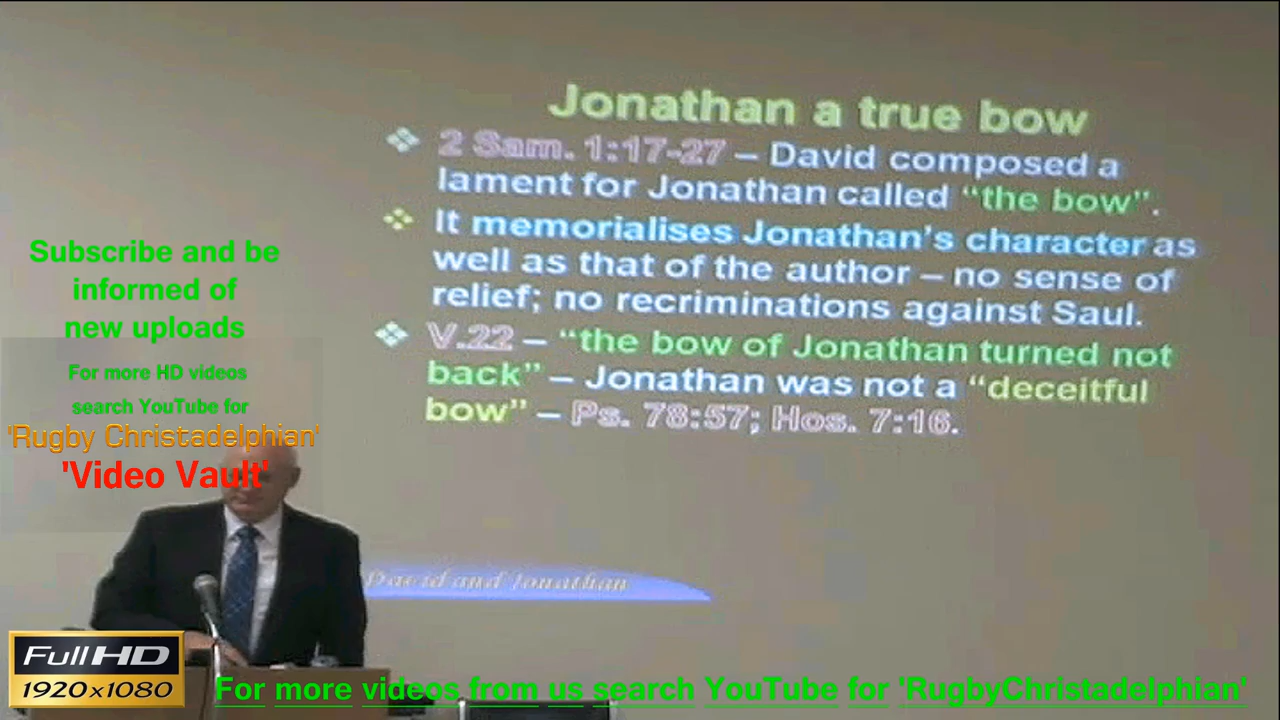 Jonathan a true bow
2 Sam. 1:17-27 – David composed a
lament for Jonathan called “the bow”.
It memorialises Jonathan’s character as
well as that of the author – no sense of
relief; no recriminations against Saul.
V.22 – “the bow of Jonathan turned not
back” – Jonathan was not a “deceitful
bow” – Ps. 78:57; Hos. 7:16.
David and Jonathan
Subscribe and be
informed of
new uploads
For more HD videos
search YouTube for
'Rugby Christadelphian'
'Video Vault'
Full HD
1920x1080
For more videos from us search YouTube for 'RugbyChristadelphian'